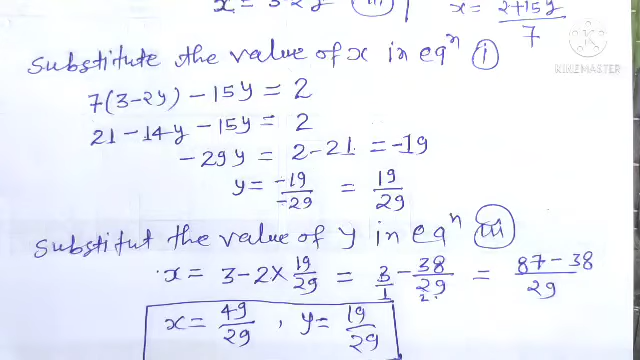 x = 3-2y (iii) x = 2+15y / 7
Substitute the value of x in eqⁿ (i)
KINEMASTER
7(3-2y) - 15y = 2
21 - 14y - 15y = 2
-29y = 2-21 = -19
y = -19/-29 = 19/29
Substitut the value of y in eqⁿ (iii)
x = 3 - 2 × 19/29 = 3/1 - 38/29 = 87-38/29
x = 49/29 , y = 19/29